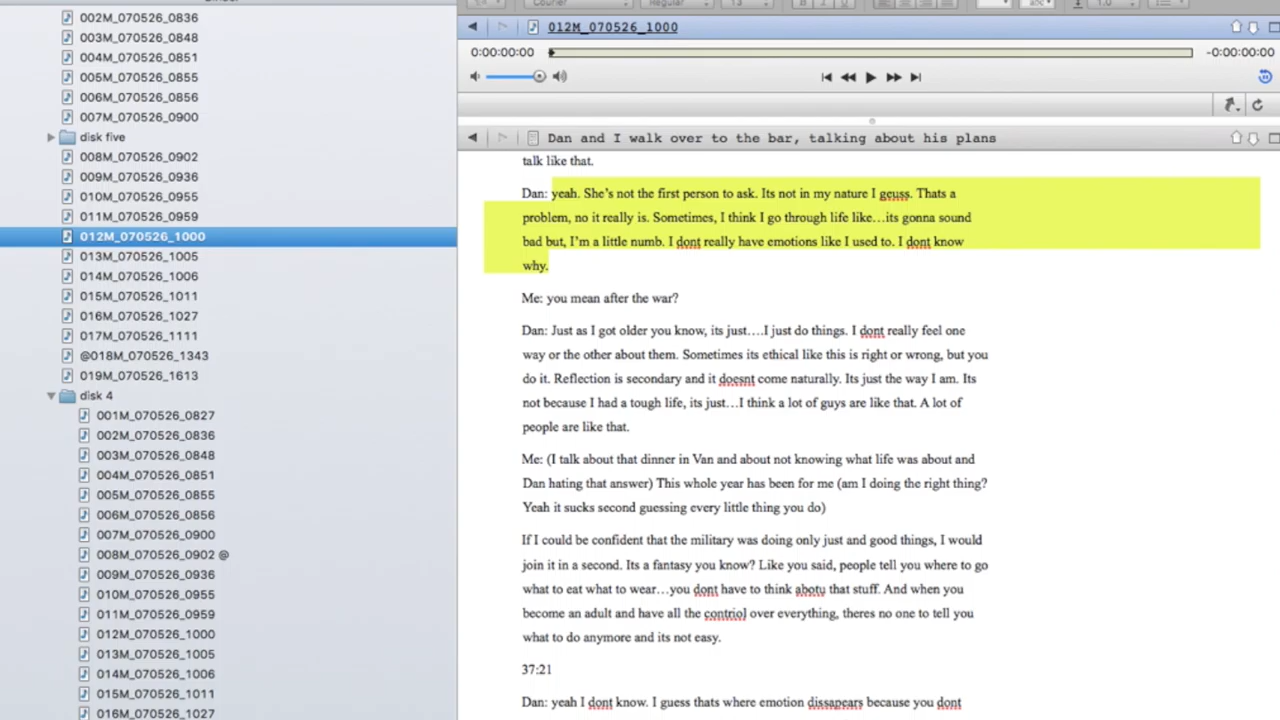 002M_070526_0836
003M_070526_0848
004M_070526_0851
005M_070526_0855
006M_070526_0856
007M_070526_0900
disk five
008M_070526_0902
009M_070526_0936
010M_070526_0955
011M_070526_0959
012M_070526_1000
013M_070526_1005
014M_070526_1006
015M_070526_1011
016M_070526_1027
017M_070526_1111
@018M_070526_1343
019M_070526_1613
disk 4
001M_070526_0827
002M_070526_0836
003M_070526_0848
004M_070526_0851
005M_070526_0855
006M_070526_0856
007M_070526_0900
008M_070526_0902 @
009M_070526_0936
010M_070526_0955
011M_070526_0959
012M_070526_1000
013M_070526_1005
014M_070526_1006
015M_070526_1011
016M_070526_1027
Courier Regular 13
012M_070526_1000
0:00:00:00 -0:00:00:00
Dan and I walk over to the bar, talking about his plans
talk like that.
Dan: yeah. She’s not the first person to ask. Its not in my nature I geuss. Thats a
problem, no it really is. Sometimes, I think I go through life like…its gonna sound
bad but, I’m a little numb. I dont really have emotions like I used to. I dont know
why.
Me: you mean after the war?
Dan: Just as I got older you know, its just….I just do things. I dont really feel one
way or the other about them. Sometimes its ethical like this is right or wrong, but you
do it. Reflection is secondary and it doesnt come naturally. Its just the way I am. Its
not because I had a tough life, its just…I think a lot of guys are like that. A lot of
people are like that.
Me: (I talk about that dinner in Van and about not knowing what life was about and
Dan hating that answer) This whole year has been for me (am I doing the right thing?
Yeah it sucks second guessing every little thing you do)
If I could be confident that the military was doing only just and good things, I would
join it in a second. Its a fantasy you know? Like you said, people tell you where to go
what to eat what to wear…you dont have to think abotu that stuff. And when you
become an adult and have all the contriol over everything, theres no one to tell you
what to do anymore and its not easy.
37:21
Dan: yeah I dont know. I guess thats where emotion dissapears because you dont